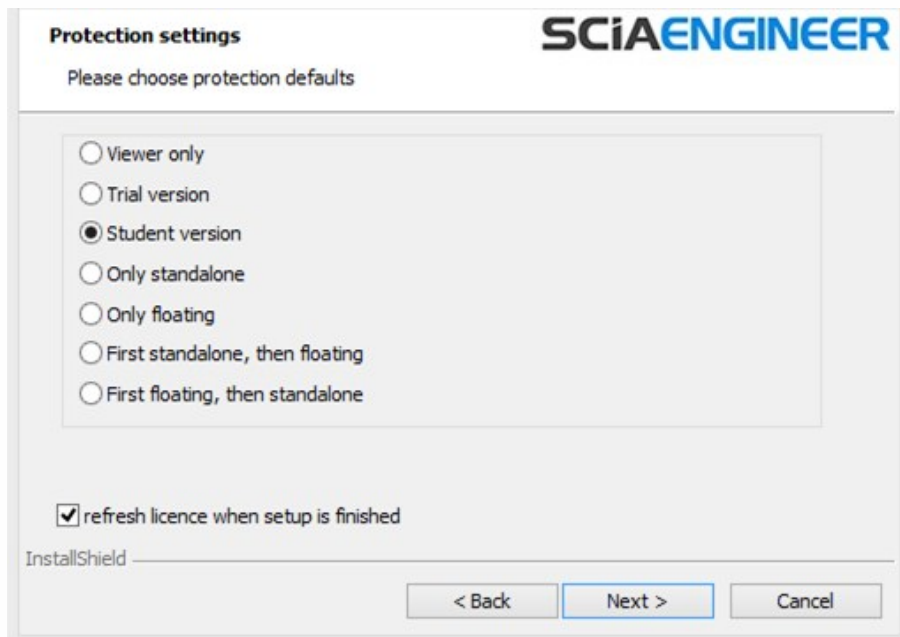 Protection settings
SCiAENGINEER
Please choose protection defaults
Viewer only
Trial version
Student version
Only standalone
Only floating
First standalone, then floating
First floating, then standalone
refresh licence when setup is finished
InstallShield
< Back
Next >
Cancel